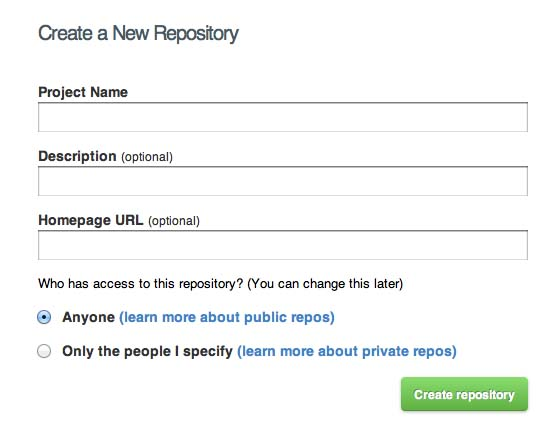 Create a New Repository
Project Name
Description (optional)
Homepage URL (optional)
Who has access to this repository? (You can change this later)
Anyone (learn more about public repos)
Only the people I specify (learn more about private repos)
Create repository